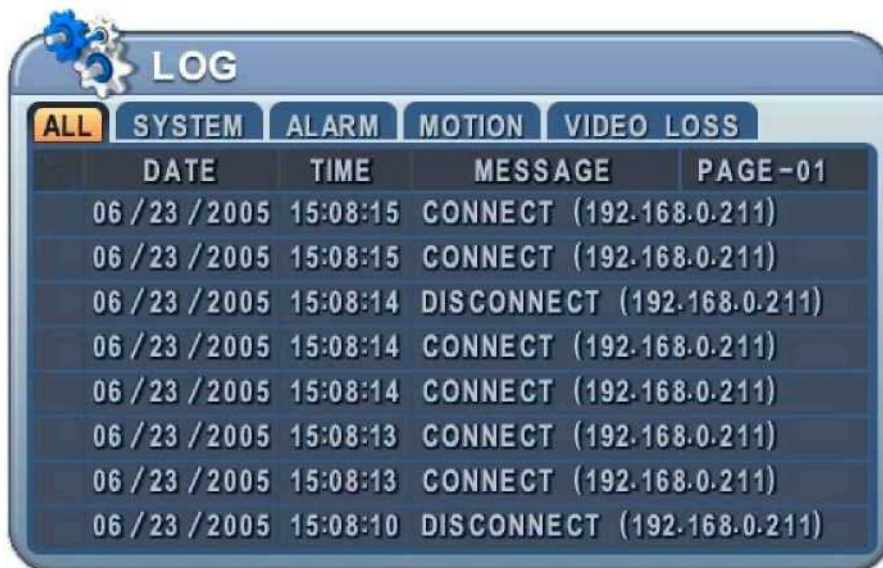 LOG
ALL SYSTEM ALARM MOTION VIDEO LOSS
DATE TIME MESSAGE PAGE-01
06/23/2005 15:08:15 CONNECT (192.168.0.211)
06/23/2005 15:08:15 CONNECT (192.168.0.211)
06/23/2005 15:08:14 DISCONNECT (192.168.0.211)
06/23/2005 15:08:14 CONNECT (192.168.0.211)
06/23/2005 15:08:14 CONNECT (192.168.0.211)
06/23/2005 15:08:13 CONNECT (192.168.0.211)
06/23/2005 15:08:13 CONNECT (192.168.0.211)
06/23/2005 15:08:10 DISCONNECT (192.168.0.211)